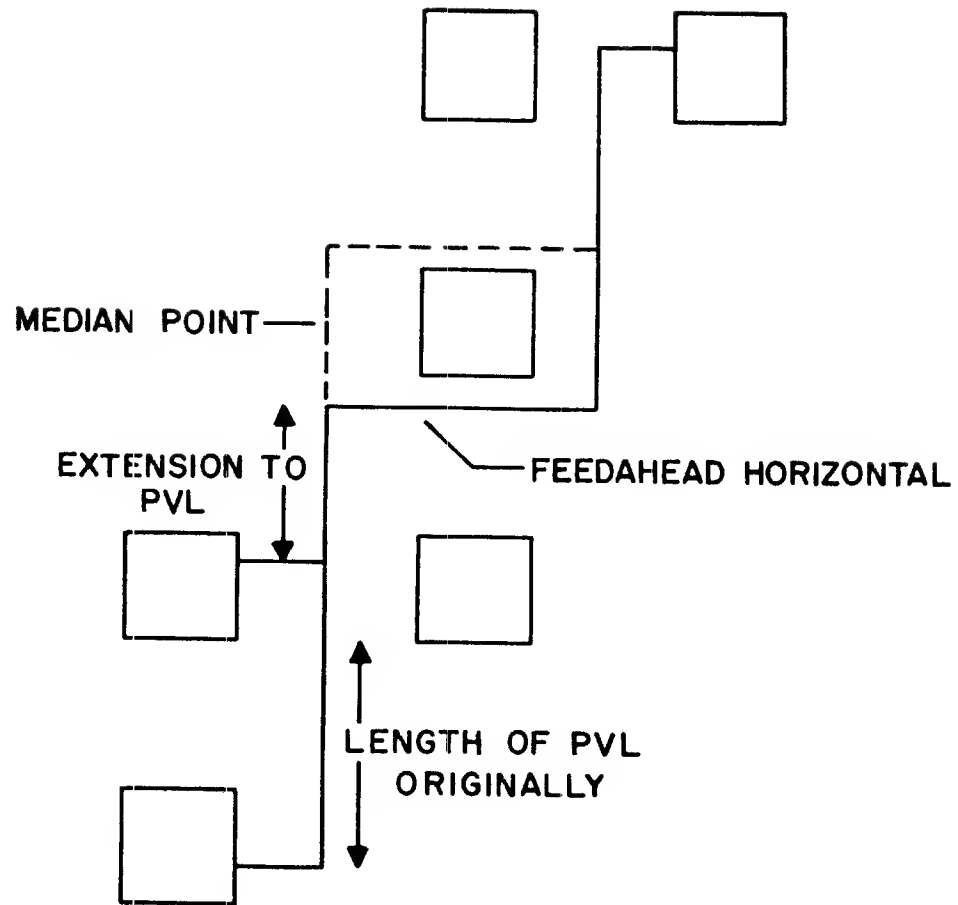 MEDIAN POINT
EXTENSION TO
PVL
FEEDAHEAD HORIZONTAL
LENGTH OF PVL
ORIGINALLY